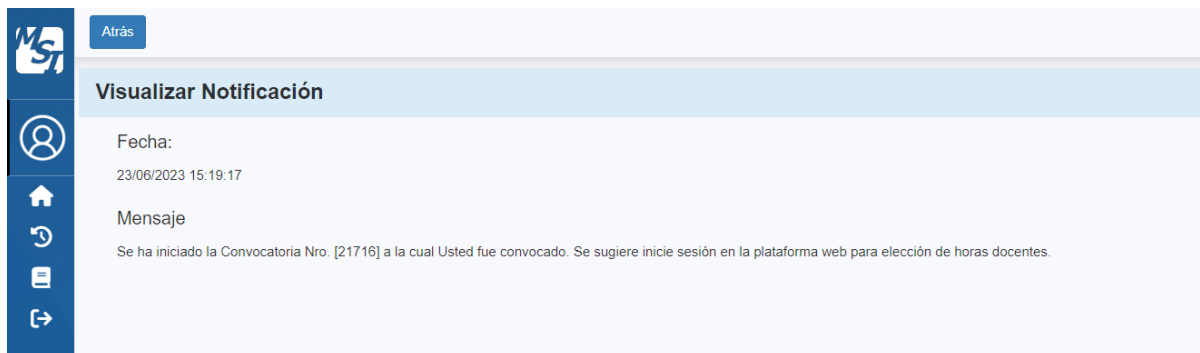 MST
Atrás
Visualizar Notificación
Fecha:
23/06/2023 15:19:17
Mensaje
Se ha iniciado la Convocatoria Nro. [21716] a la cual Usted fue convocado. Se sugiere inicie sesión en la plataforma web para elección de horas docentes.